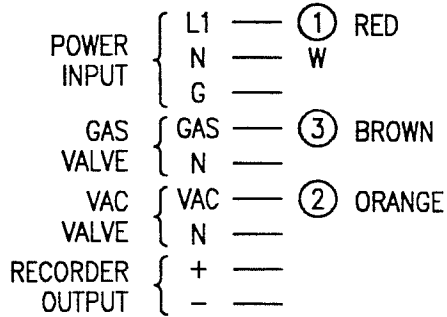 POWER INPUT
L1 — 1 RED
N — W
G —
GAS VALVE
GAS — 3 BROWN
N —
VAC VALVE
VAC — 2 ORANGE
N —
RECORDER OUTPUT
+ —
- —